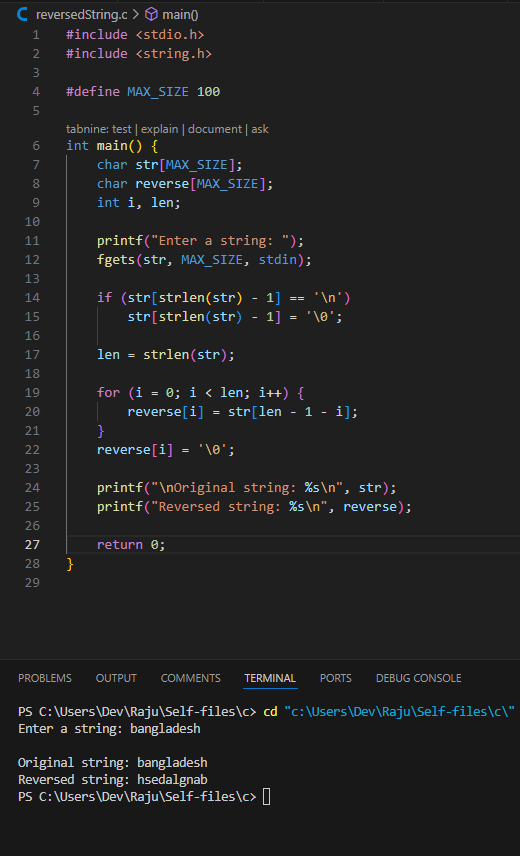 reversedString.c > main()
1 #include <stdio.h>
2 #include <string.h>
3
4 #define MAX_SIZE 100
5
tabnine: test | explain | document | ask
6 int main() {
7     char str[MAX_SIZE];
8     char reverse[MAX_SIZE];
9     int i, len;
10
11     printf("Enter a string: ");
12     fgets(str, MAX_SIZE, stdin);
13
14     if (str[strlen(str) - 1] == '\n')
15         str[strlen(str) - 1] = '\0';
16
17     len = strlen(str);
18
19     for (i = 0; i < len; i++) {
20         reverse[i] = str[len - 1 - i];
21     }
22     reverse[i] = '\0';
23
24     printf("\nOriginal string: %s\n", str);
25     printf("Reversed string: %s\n", reverse);
26
27     return 0;
28 }
29
PROBLEMS OUTPUT COMMENTS TERMINAL PORTS DEBUG CONSOLE
PS C:\Users\Dev\Raju\Self-files\c> cd "c:\Users\Dev\Raju\Self-files\c\"
Enter a string: bangladesh

Original string: bangladesh
Reversed string: hsedalgnab
PS C:\Users\Dev\Raju\Self-files\c>